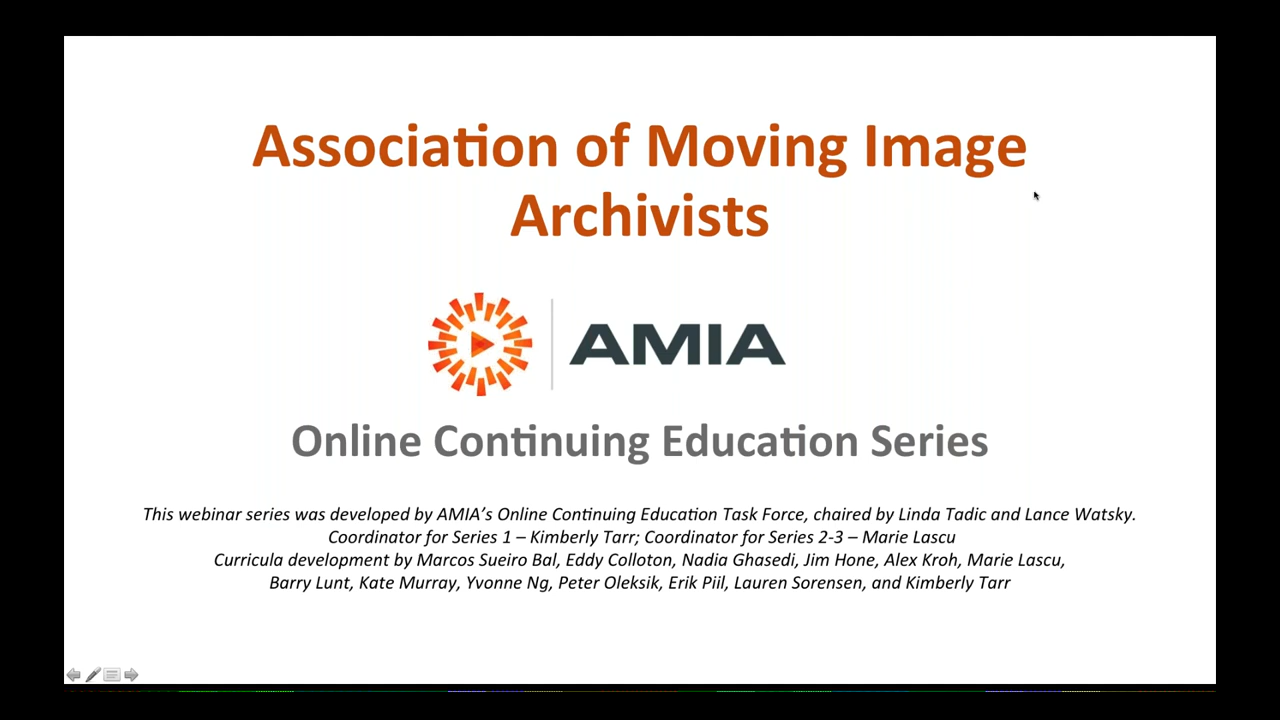 Association of Moving Image
Archivists
AMIA
Online Continuing Education Series
This webinar series was developed by AMIA's Online Continuing Education Task Force, chaired by Linda Tadic and Lance Watsky.
Coordinator for Series 1 – Kimberly Tarr; Coordinator for Series 2-3 – Marie Lascu
Curricula development by Marcos Sueiro Bal, Eddy Colloton, Nadia Ghasedi, Jim Hone, Alex Kroh, Marie Lascu,
Barry Lunt, Kate Murray, Yvonne Ng, Peter Oleksik, Erik Piil, Lauren Sorensen, and Kimberly Tarr